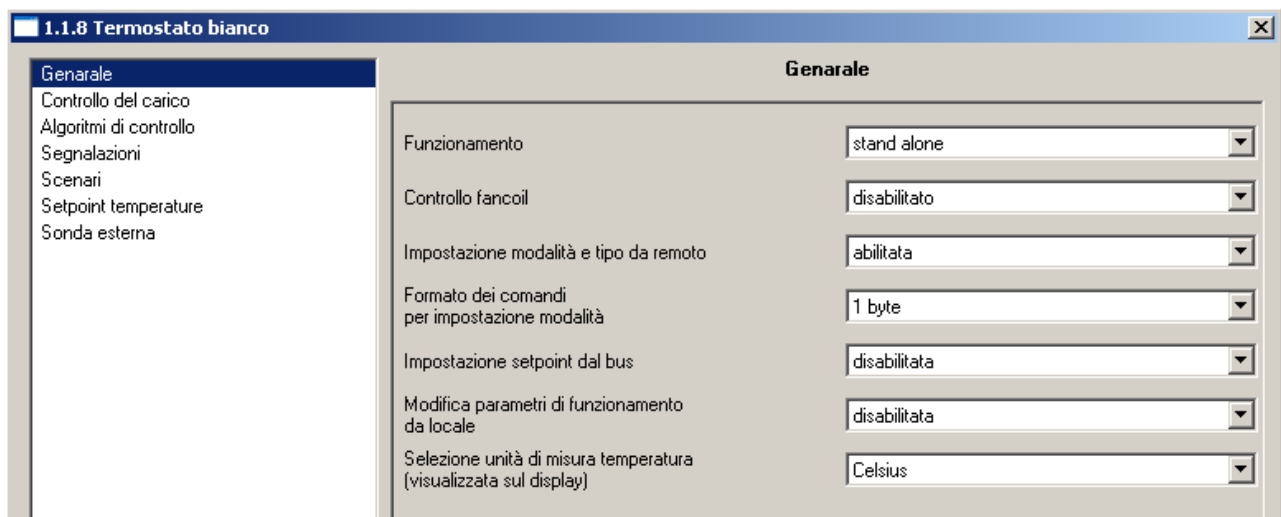 1.1.8 Termostato bianco
Genarale
Controllo del carico
Algoritmi di controllo
Segnalazioni
Scenari
Setpoint temperature
Sonda esterna
Genarale
Funzionamento
stand alone
Controllo fancoil
disabilitato
Impostazione modalità e tipo da remoto
abilitata
Formato dei comandi
per impostazione modalità
1 byte
Impostazione setpoint dal bus
disabilitata
Modifica parametri di funzionamento
da locale
disabilitata
Selezione unità di misura temperatura
(visualizzata sul display)
Celsius